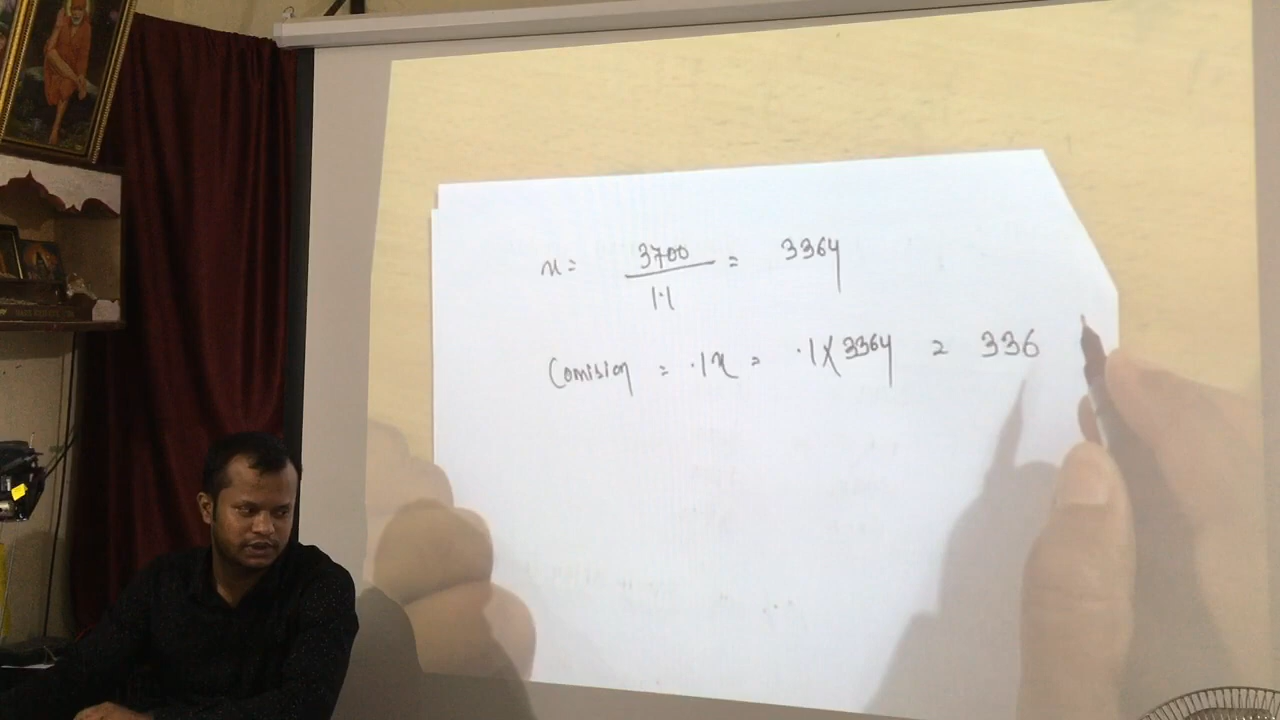 x = 3700 / 1.1 = 3364
Comision = .1x = .1 X 3364 = 336